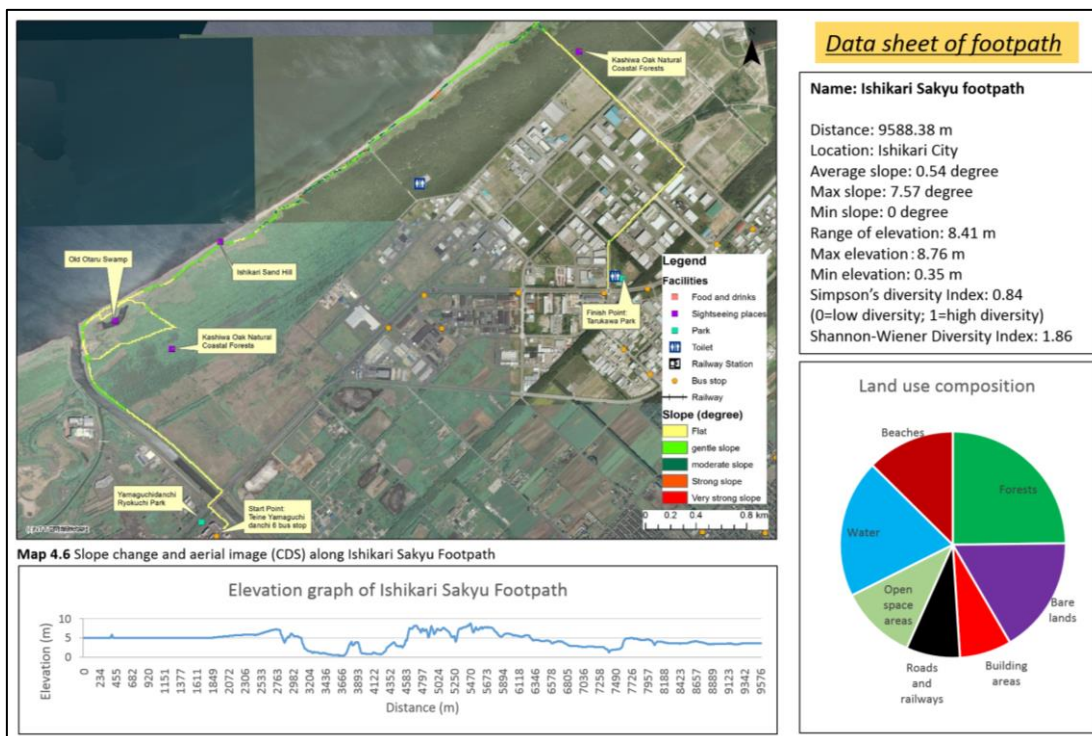 Data sheet of footpath
Name: Ishikari Sakyu footpath
Distance: 9588.38 m
Location: Ishikari City
Average slope: 0.54 degree
Max slope: 7.57 degree
Min slope: 0 degree
Range of elevation: 8.41 m
Max elevation: 8.76 m
Min elevation: 0.35 m
Simpson's diversity Index: 0.84
(0=low diversity; 1=high diversity)
Shannon-Wiener Diversity Index: 1.86
Kashiwa Oak Natural
Coastal Forests
Old Otaru Swamp
Ishikari Sand Hill
Kashiwa Oak Natural
Coastal Forests
Finish Point:
Tarukawa Park
Yamaguchidanchi
Ryokuchi Park
Start Point:
Teine Yamaguchi
danchi 6 bus stop
Legend
Facilities
Food and drinks
Sightseeing places
Park
Toilet
Railway Station
Bus stop
Railway
Slope (degree)
Flat
gentle slope
moderate slope
Strong slope
Very strong slope
0 0.2 0.4 0.8 km
Map 4.6 Slope change and aerial image (CDS) along Ishikari Sakyu Footpath
Elevation graph of Ishikari Sakyu Footpath
Elevation (m)
10
5
0
0 234 455 682 920 1151 1377 1611 1849 2072 2306 2533 2763 2982 3204 3436 3666 3893 4122 4352 4583 4797 5024 5250 5470 5673 5894 6118 6346 6578 6805 7036 7258 7490 7726 7957 8188 8423 8657 8889 9123 9342 9576
Distance (m)
Land use composition
Beaches
Forests
Water
Open
space
areas
Bare
lands
Roads
and
railways
Building
areas